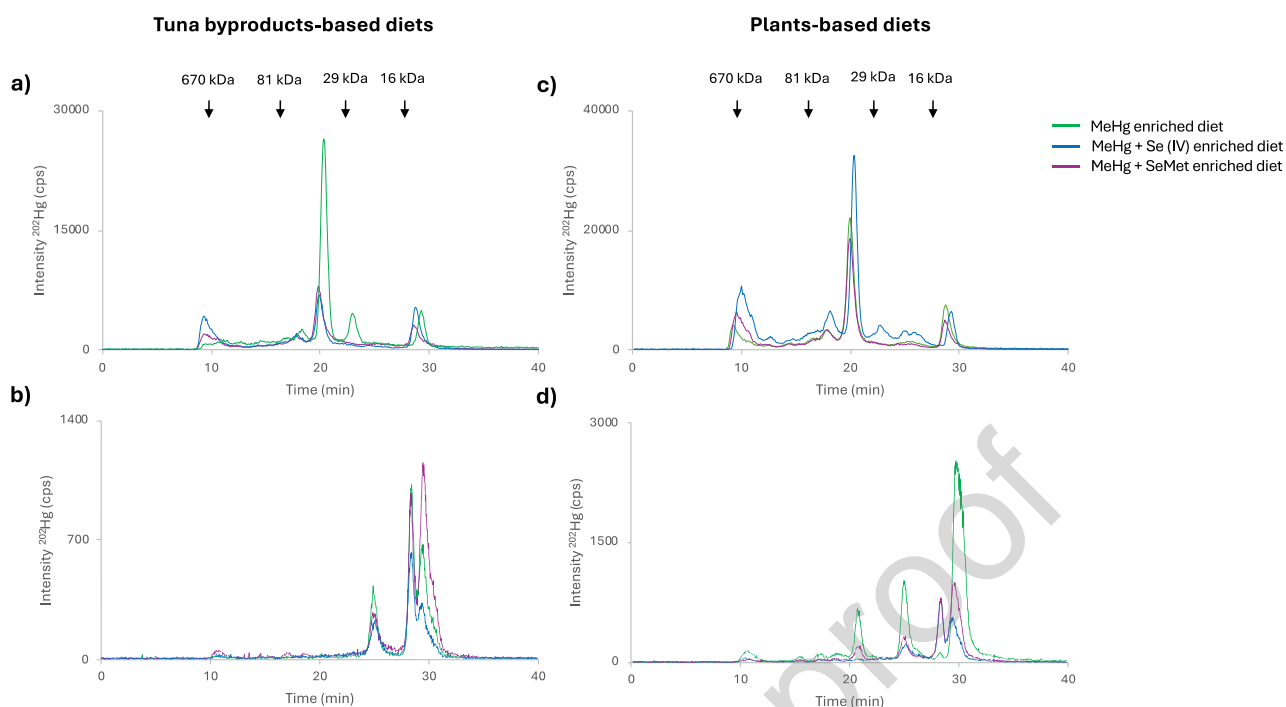 Tuna byproducts-based diets
Plants-based diets
a)
670 kDa 81 kDa 29 kDa 16 kDa
30000
15000
0
Intensity ²⁰²Hg (cps)
0 10 20 30 40
Time (min)
c)
670 kDa 81 kDa 29 kDa 16 kDa
40000
20000
0
Intensity ²⁰²Hg (cps)
0 10 20 30 40
Time (min)
MeHg enriched diet
MeHg + Se (IV) enriched diet
MeHg + SeMet enriched diet
b)
1400
700
0
Intensity ²⁰²Hg (cps)
0 10 20 30 40
Time (min)
d)
3000
1500
0
Intensity ²⁰²Hg (cps)
0 10 20 30 40
Time (min)
proof